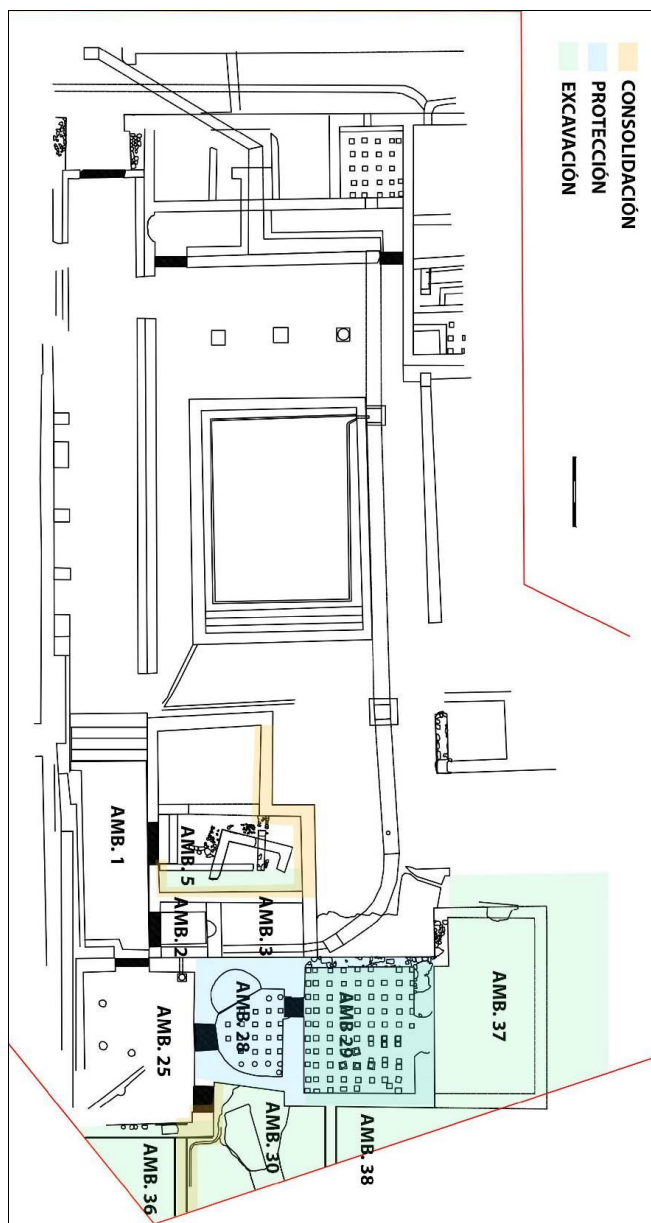 CONSOLIDACIÓN
PROTECCIÓN
EXCAVACIÓN
AMB. 1
AMB. 5
AMB. 2
AMB. 3
AMB. 25
AMB. 28
AMB. 29
AMB. 37
AMB. 30
AMB. 38
AMB. 36